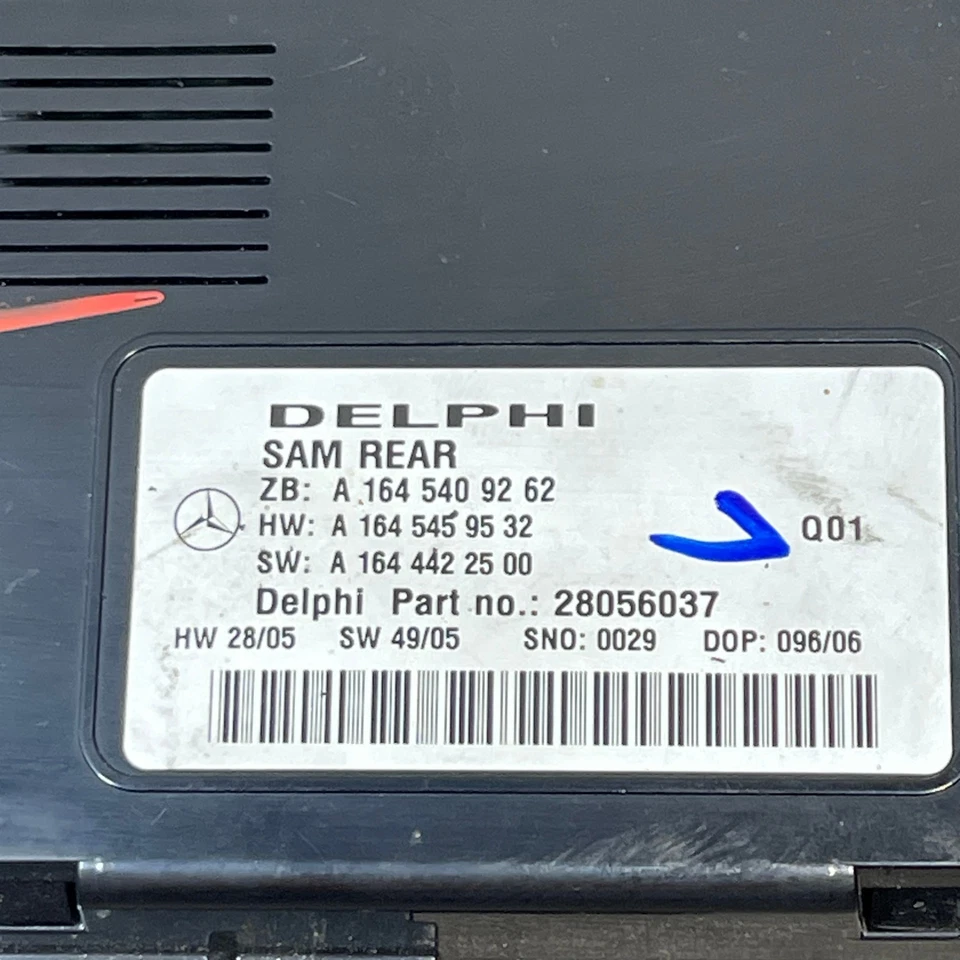 DELPHI
SAM REAR
ZB: A 164 540 92 62
HW: A 164 545 95 32
Q01
SW: A 164 442 25 00
Delphi Part no.: 28056037
HW 28/05 SW 49/05 SNO: 0029 DOP: 096/06